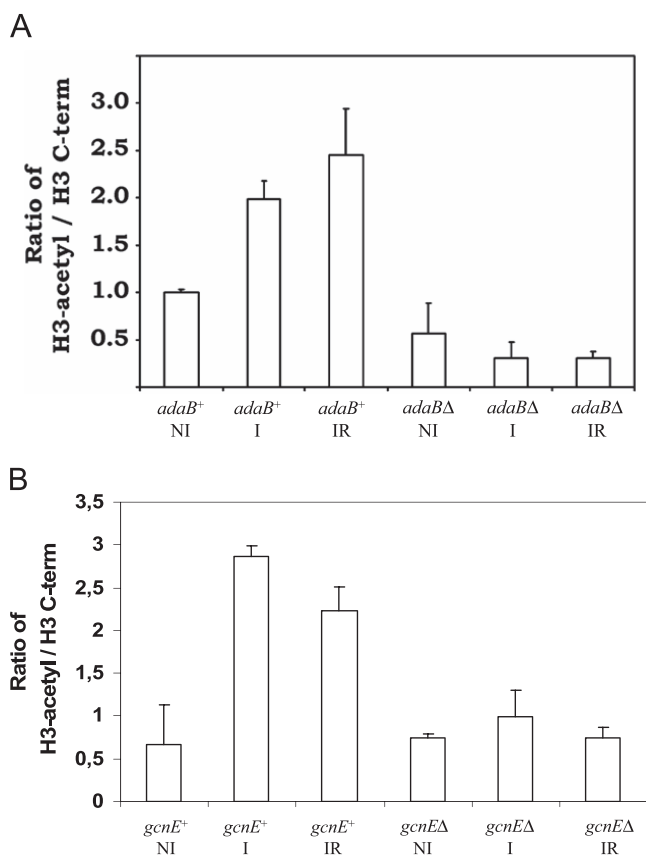 A
Ratio of
H3-acetyl / H3 C-term
3.0
2.5
2.0
1.5
1.0
0.5
adaB+ adaB+ adaB+ adaBΔ adaBΔ adaBΔ
NI I IR NI I IR
B
Ratio of
H3-acetyl / H3 C-term
3,5
3
2,5
2
1,5
1
0,5
0
gcnE+ gcnE+ gcnE+ gcnEΔ gcnEΔ gcnEΔ
NI I IR NI I IR